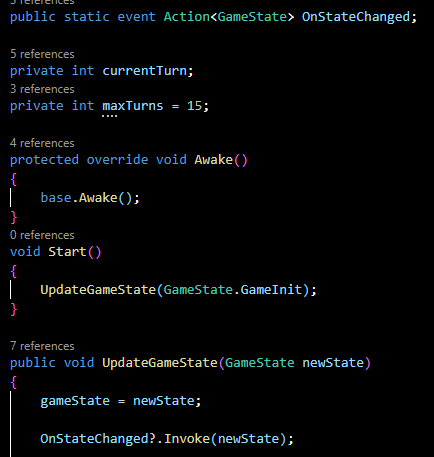 5 references
public static event Action<GameState> OnStateChanged;
5 references
private int currentTurn;
3 references
private int maxTurns = 15;
4 references
protected override void Awake()
{
base.Awake();
}
0 references
void Start()
{
UpdateGameState(GameState.GameInit);
}
7 references
public void UpdateGameState(GameState newState)
{
gameState = newState;
OnStateChanged?.Invoke(newState);